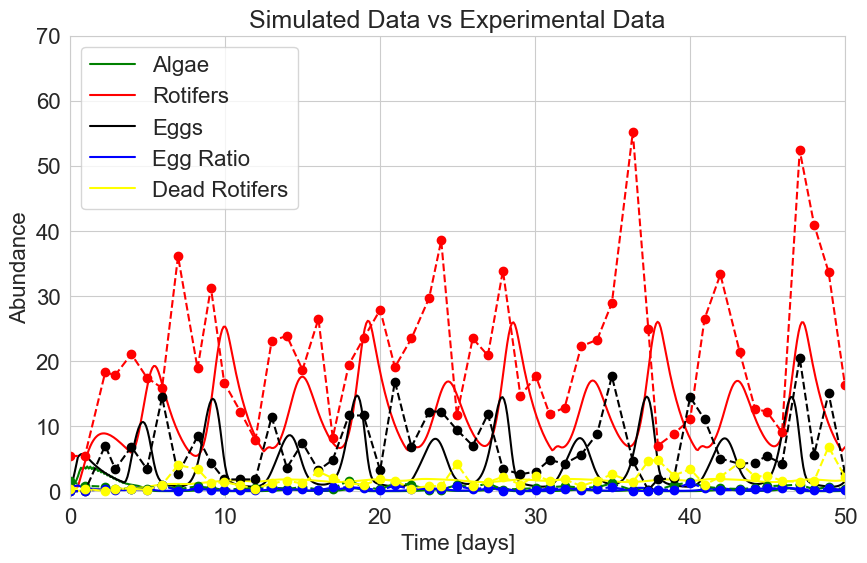 Simulated Data vs Experimental Data
70
60
50
40
30
20
10
0
Abundance
Algae
Rotifers
Eggs
Egg Ratio
Dead Rotifers
0 10 20 30 40 50
Time [days]